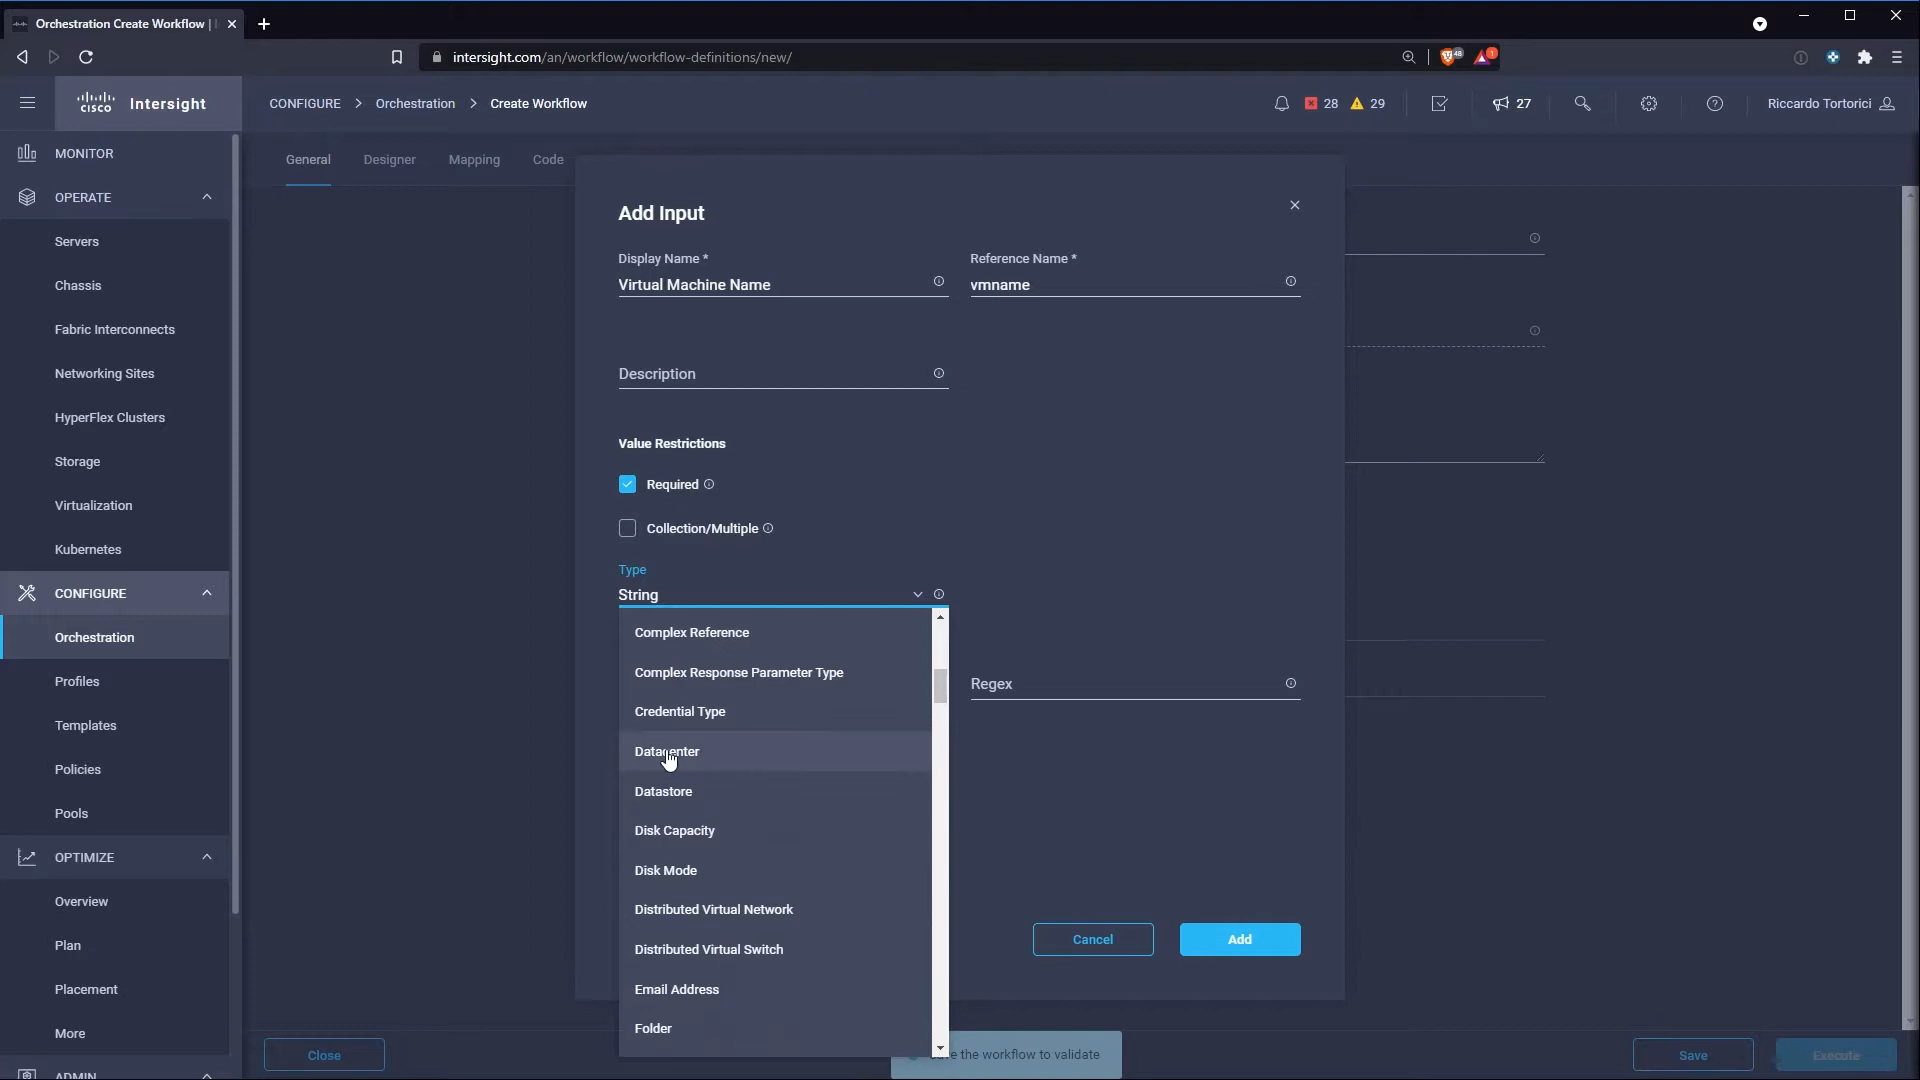 Orchestration Create Workflow |
intersight.com/an/workflow/workflow-definitions/new/
48
1
CISCO Intersight
CONFIGURE > Orchestration > Create Workflow
28 29
27
Riccardo Tortorici
MONITOR
OPERATE
Servers
Chassis
Fabric Interconnects
Networking Sites
HyperFlex Clusters
Storage
Virtualization
Kubernetes
CONFIGURE
Orchestration
Profiles
Templates
Policies
Pools
OPTIMIZE
Overview
Plan
Placement
More
ADMIN
General Designer Mapping Code
Add Input
Display Name * Reference Name *
Virtual Machine Name vmname
Description
Value Restrictions
Required
Collection/Multiple
Type
String
Complex Reference
Complex Response Parameter Type
Credential Type
Datacenter
Datastore
Disk Capacity
Disk Mode
Distributed Virtual Network
Distributed Virtual Switch
Email Address
Folder
Regex
Cancel Add
Close
the workflow to validate
Save Execute